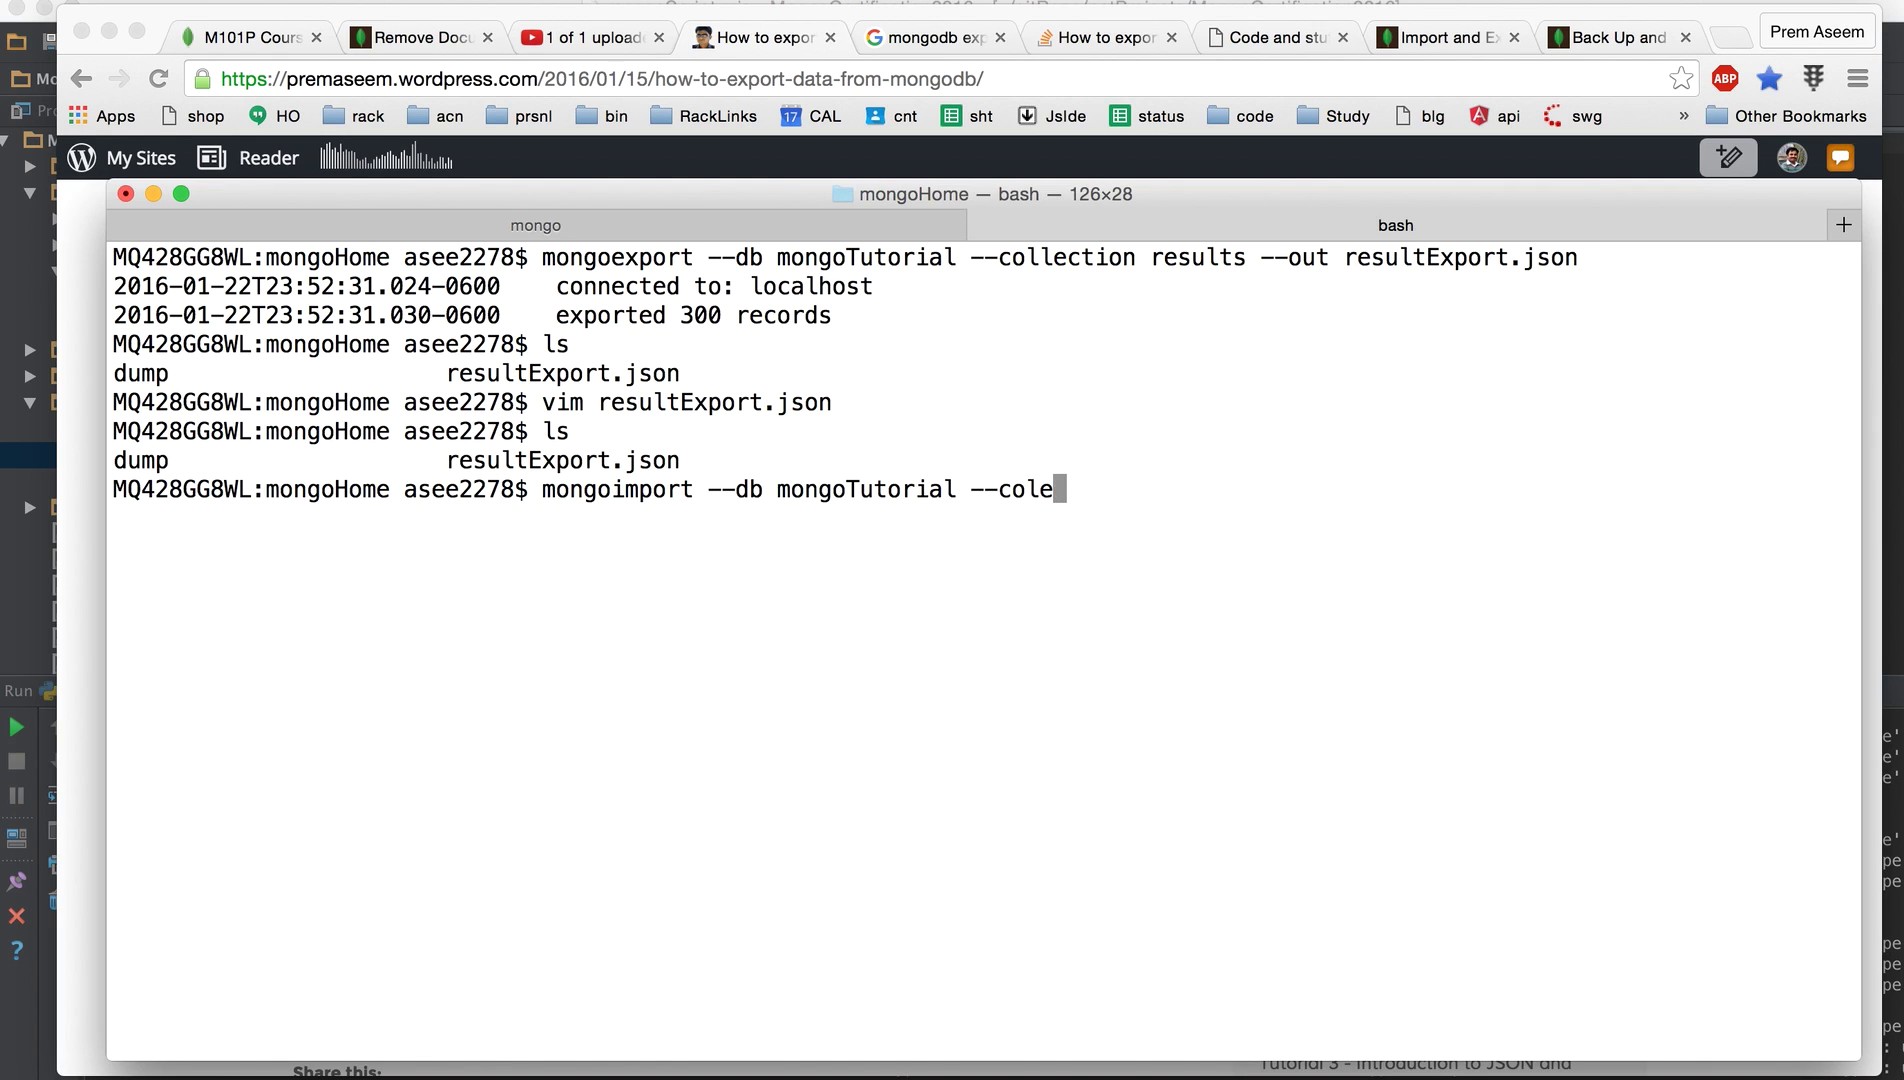 M101P Cours
Remove Docu
1 of 1 upload
How to expor
mongodb exp
How to expor
Code and stu
Import and Ex
Back Up and
Prem Aseem
https://premaseem.wordpress.com/2016/01/15/how-to-export-data-from-mongodb/
ABP
Apps
shop
HO
rack
acn
prsnl
bin
RackLinks
17 CAL
cnt
sht
Jslde
status
code
Study
blg
api
swg
»
Other Bookmarks
My Sites
Reader
mongoHome — bash — 126×28
mongo
bash
MQ428GG8WL:mongoHome asee2278$ mongoexport --db mongoTutorial --collection results --out resultExport.json
2016-01-22T23:52:31.024-0600 connected to: localhost
2016-01-22T23:52:31.030-0600 exported 300 records
MQ428GG8WL:mongoHome asee2278$ ls
dump resultExport.json
MQ428GG8WL:mongoHome asee2278$ vim resultExport.json
MQ428GG8WL:mongoHome asee2278$ ls
dump resultExport.json
MQ428GG8WL:mongoHome asee2278$ mongoimport --db mongoTutorial --cole
Run
Share this:
Tutorial 3 - Introduction to JSON and